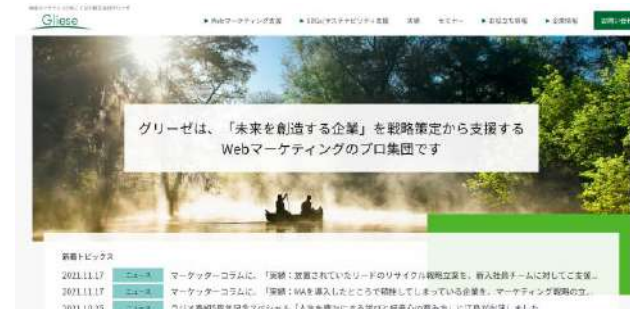 Gliese
▶ Webマーケティング支援 ▶ SDGs/サステナビリティ支援 実績 セミナー ▶ お役立ち情報 ▶ 企業情報
グリーゼは、「未来を創造する企業」を戦略策定から支援する
Webマーケティングのプロ集団です
新着トピックス
2021.11.17 ニュース マーケッターコラムに、「実績：放置されていたリードのリサイクル戦略立案を、新入社員チームに対してご支援...
2021.11.17 ニュース マーケッターコラムに、「実績：MAを導入したところで頓挫してしまっている企業を、マーケティング戦略の立...